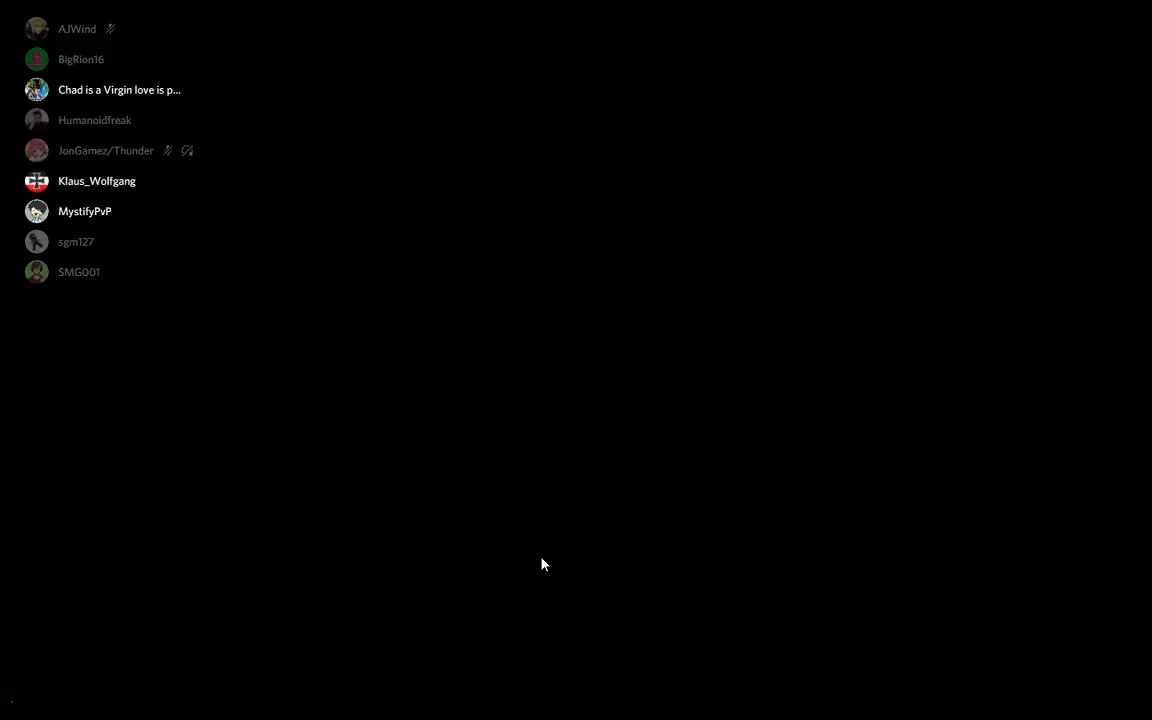 AJWind
BigRion16
Chad is a Virgin love is p...
Humanoidfreak
JonGamez/Thunder
Klaus_Wolfgang
MystifyPvP
sgm127
SMG001